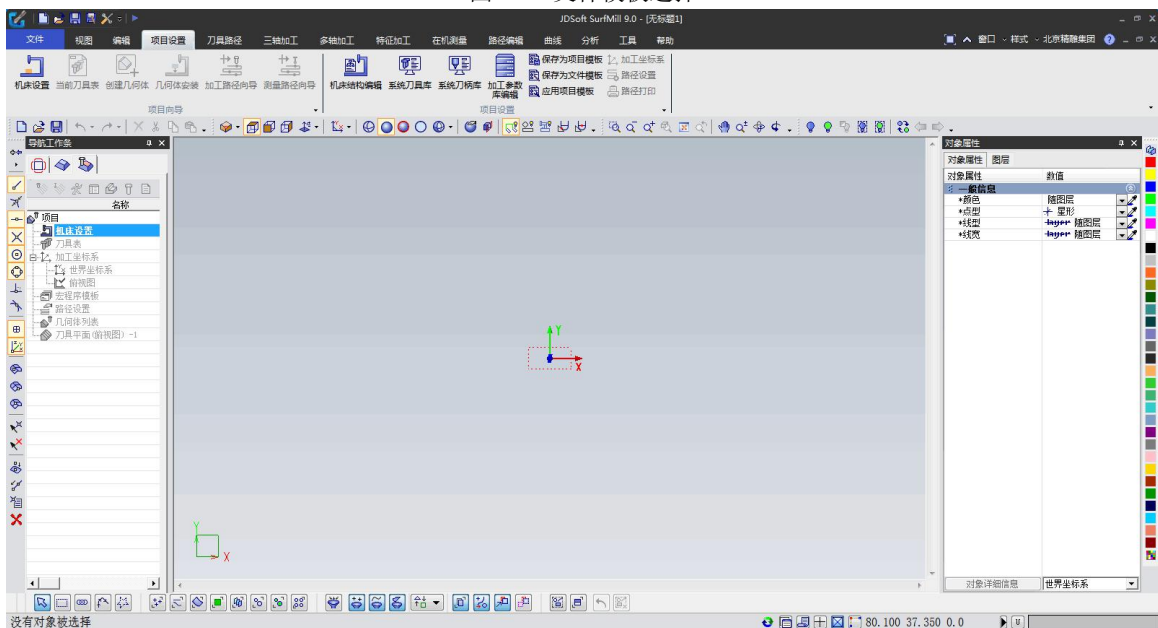 JDSoft SurfMill 9.0 - [无标题1]
文件 视图 编辑 项目设置 刀具路径 三轴加工 多轴加工 特征加工 在机测量 路径编辑 曲线 分析 工具 帮助 窗口 样式 北京精雕集团
机床设置 当前刀具表 创建几何体 几何体安装 加工路径向导 测量路径向导 机床结构编辑 系统刀具库 系统刀柄库 加工参数库编辑
保存为项目模板 加工坐标系
保存为文件模板 路径设置
应用项目模板 路径打印
项目向导 项目设置
导航工作条
名称
项目
机床设置
刀具表
加工坐标系
世界坐标系
俯视图
宏程序模板
路径设置
几何体列表
刀具平面(俯视图) -1
Y
X
Y
X
对象属性
对象属性 图层
对象属性 数值
一般信息
*颜色 随图层
*点型 星形
*线型 layer 随图层
*线宽 layer 随图层
对象详细信息 世界坐标系
没有对象被选择
80.100 37.350 0.0